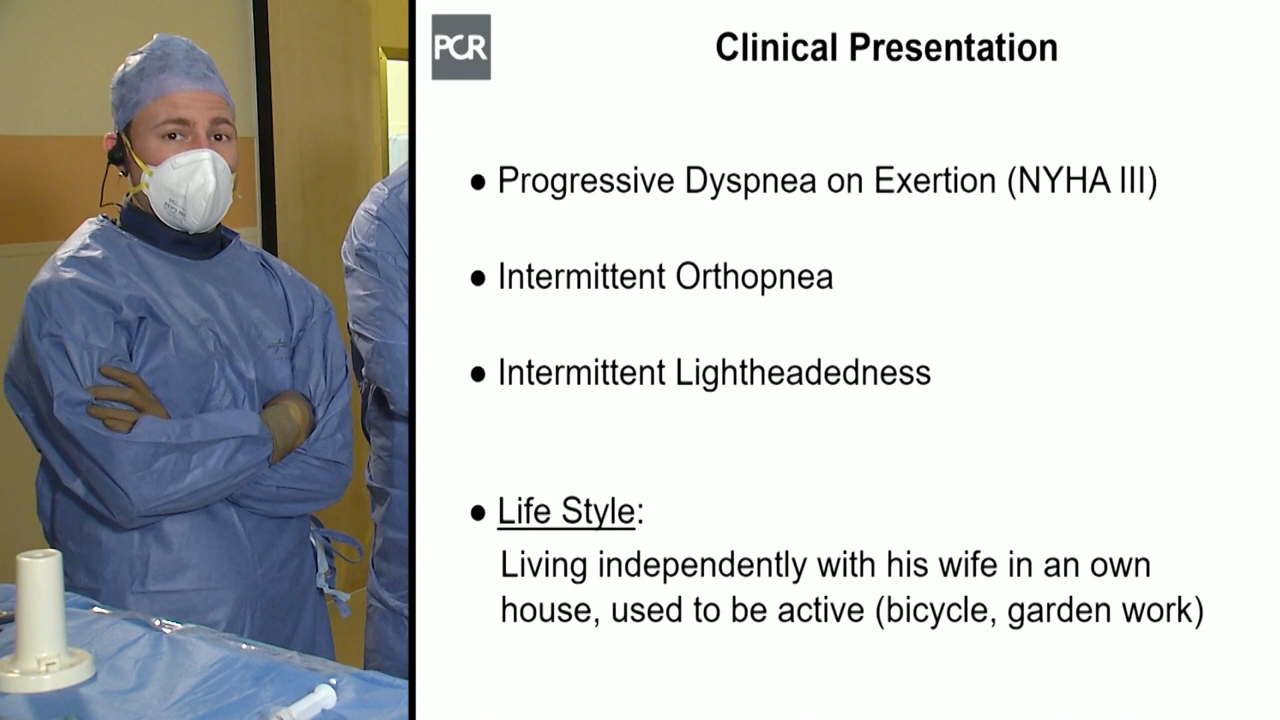 PCR
Clinical Presentation
● Progressive Dyspnea on Exertion (NYHA III)
● Intermittent Orthopnea
● Intermittent Lightheadedness
● Life Style:
Living independently with his wife in an own
house, used to be active (bicycle, garden work)